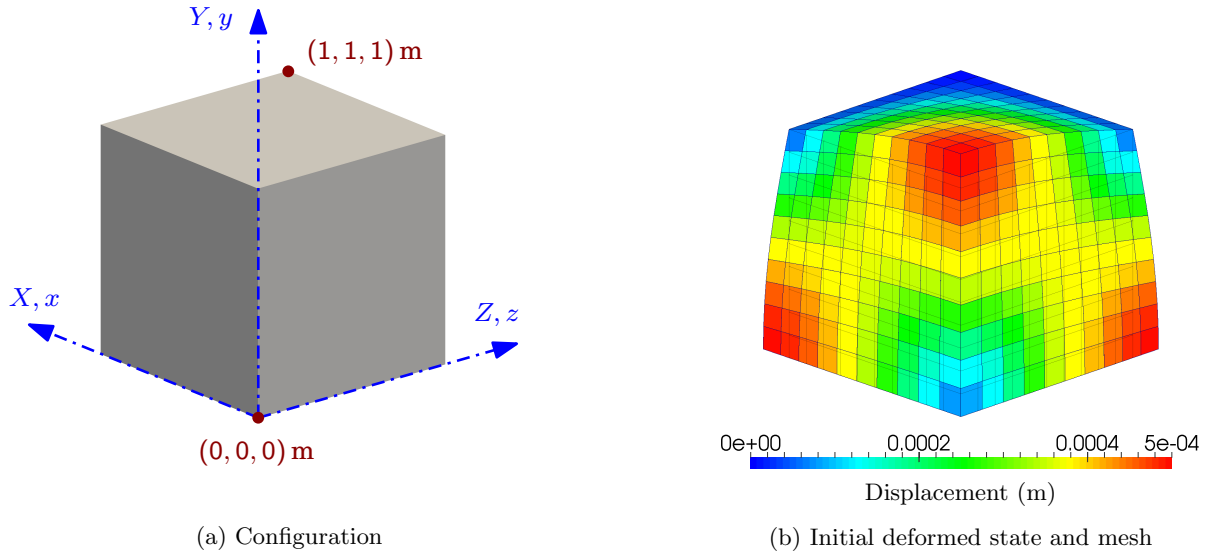 Y, y
(1, 1, 1) m
X, x
Z, z
(0, 0, 0) m
0e+00 0.0002 0.0004 5e-04
Displacement (m)
(a) Configuration
(b) Initial deformed state and mesh